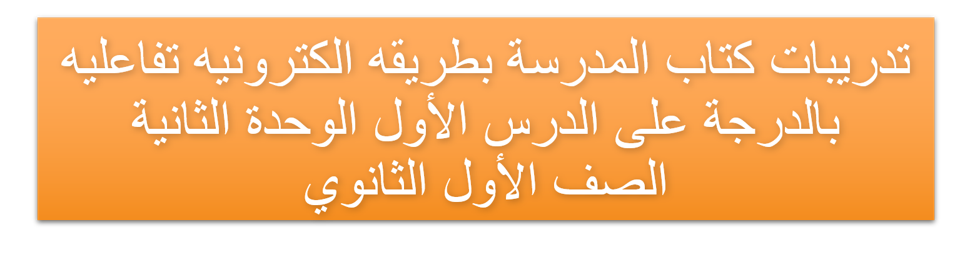 تدريبات كتاب المدرسة بطريقه الكترونيه تفاعليه
بالدرجة على الدرس الأول الوحدة الثانية
الصف الأول الثانوي